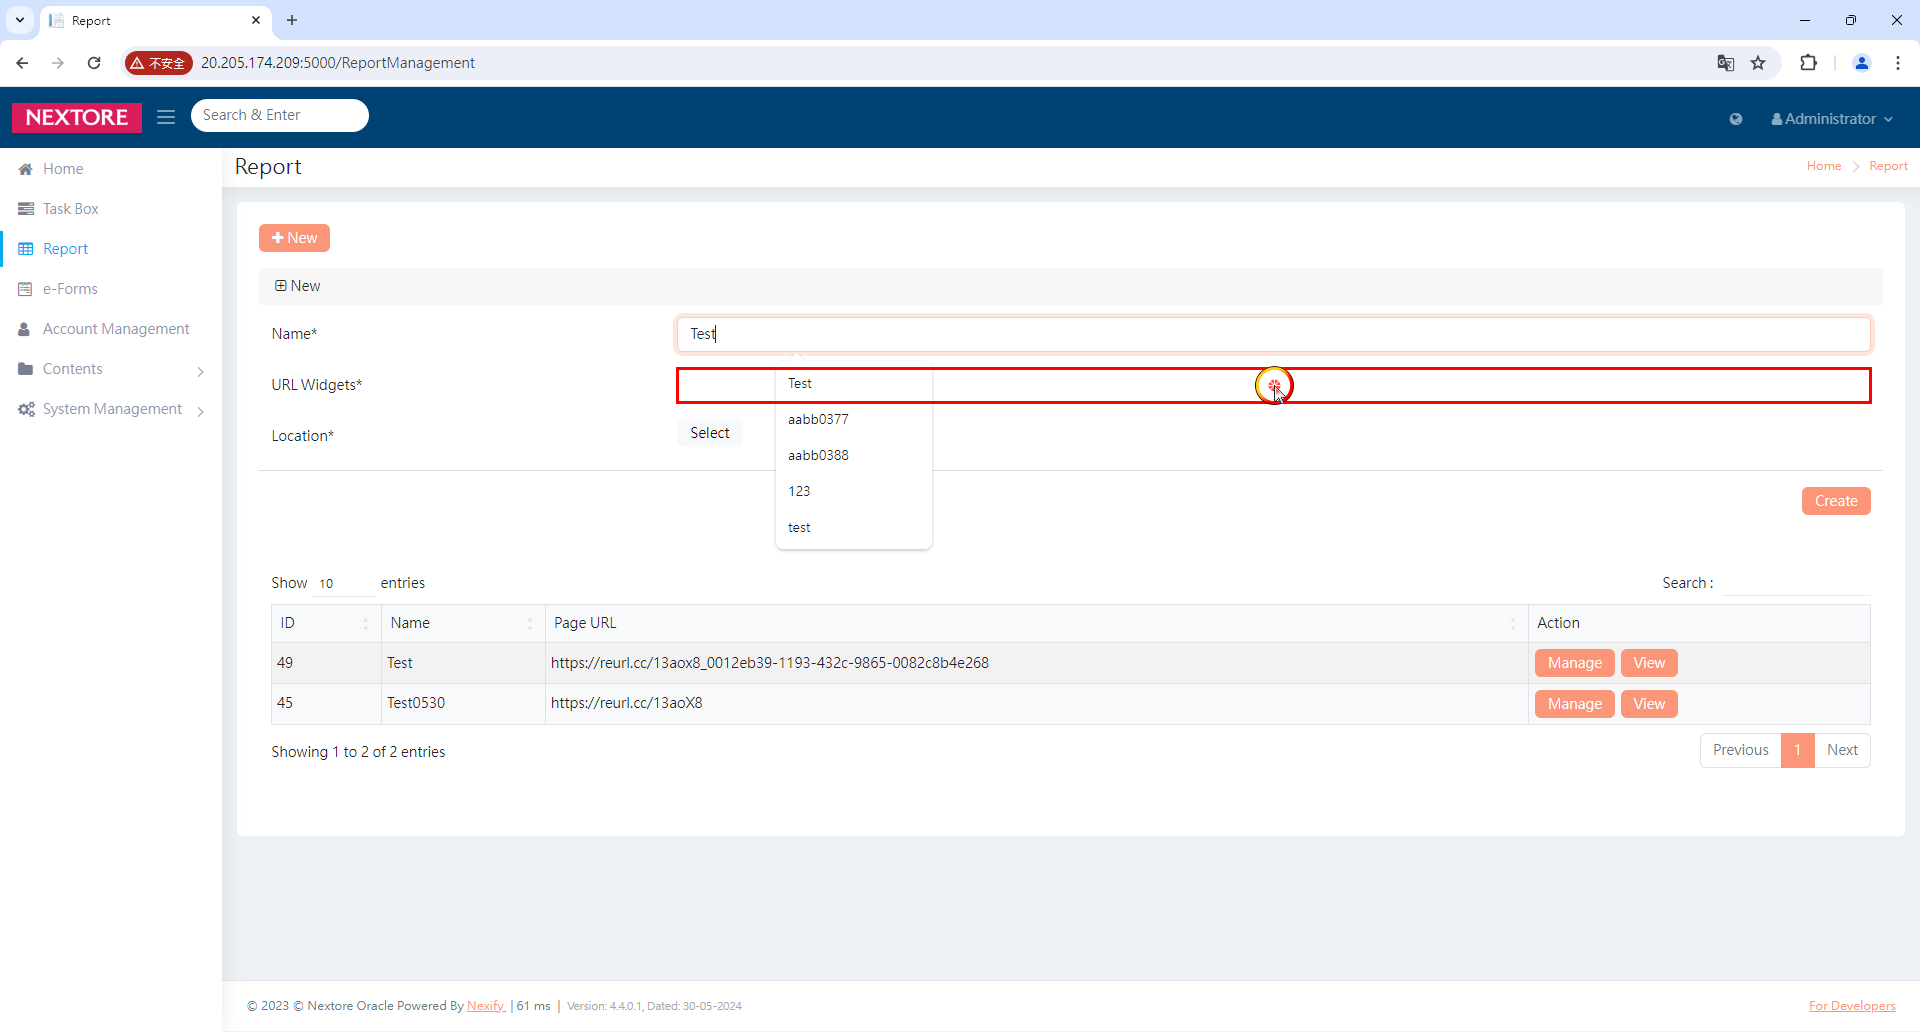 Report
不安全
20.205.174.209:5000/ReportManagement
NEXTORE
Search & Enter
Administrator
Home
Task Box
Report
e-Forms
Account Management
Contents
System Management
Report
Home
Report
New
New
Name*
Test
URL Widgets*
Location*
Select
Test
aabb0377
aabb0388
123
test
Create
Show 10 entries
Search :
ID Name Page URL Action
49 Test https://reurl.cc/13aox8_0012eb39-1193-432c-9865-0082c8b4e268 Manage View
45 Test0530 https://reurl.cc/13aoX8 Manage View
Showing 1 to 2 of 2 entries
Previous 1 Next
© 2023 © Nextore Oracle Powered By Nexify | 61 ms | Version: 4.4.0.1, Dated: 30-05-2024
For Developers